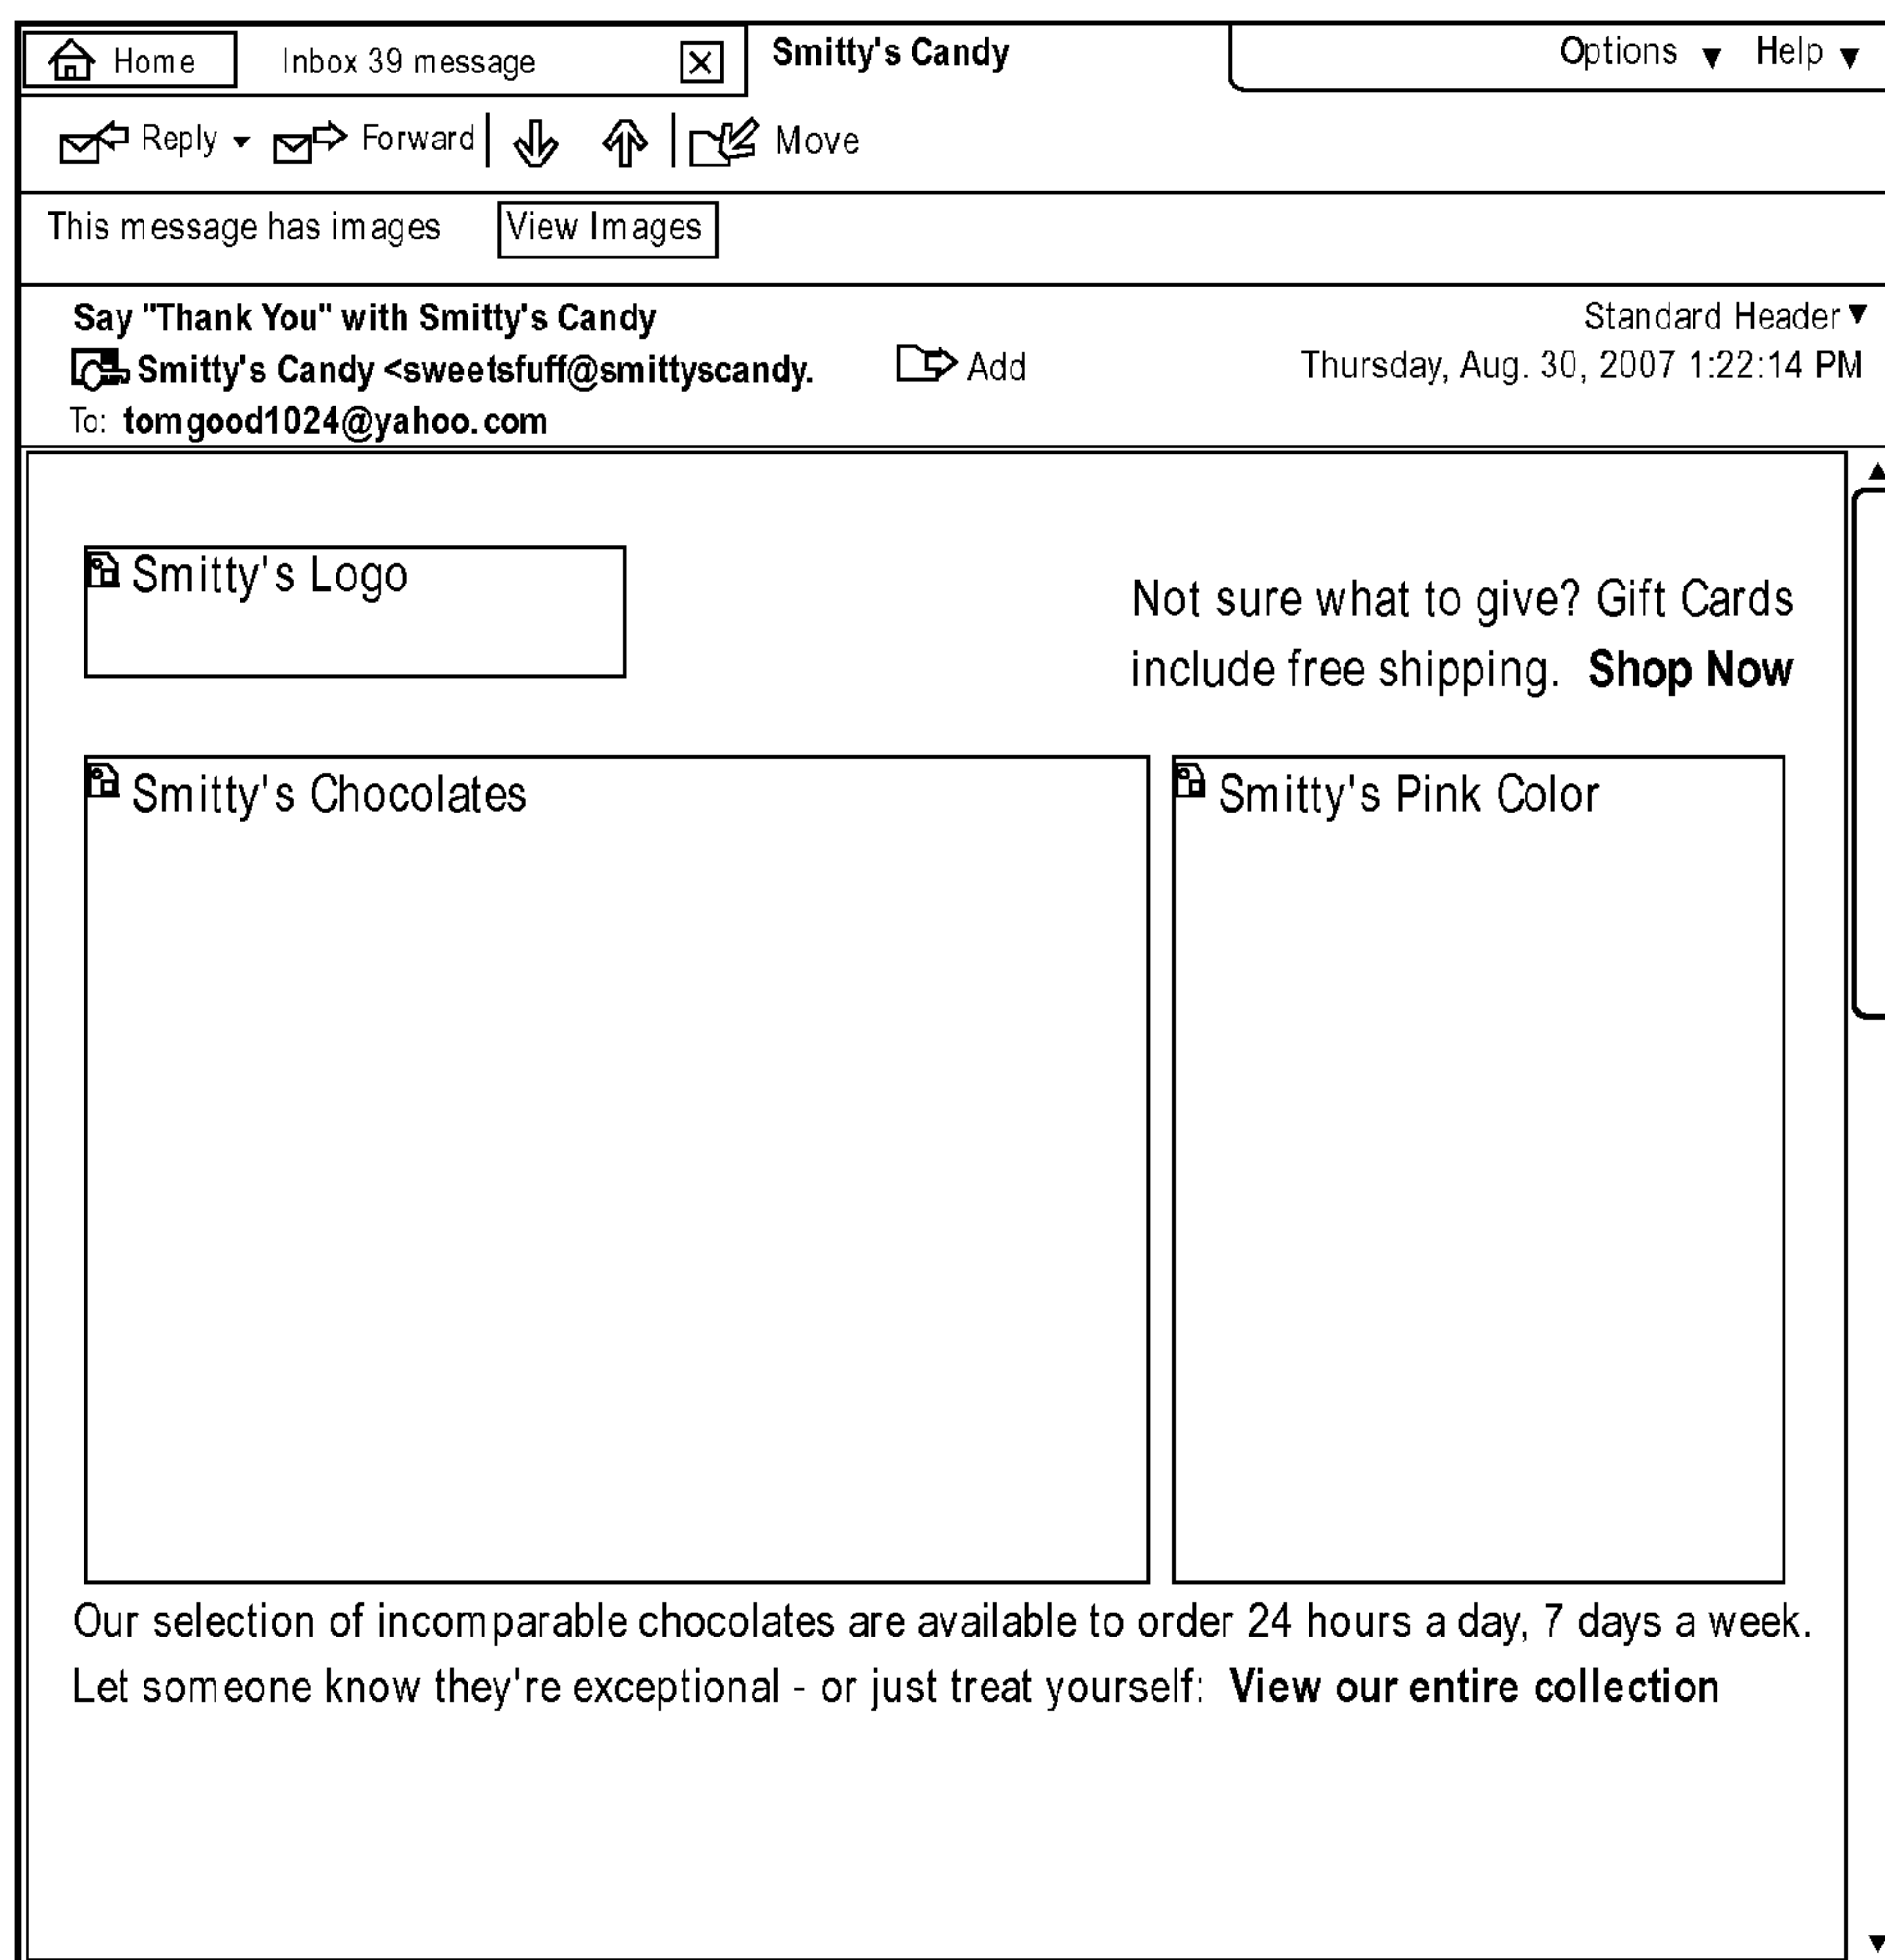 Home Inbox 39 message Smitty's Candy Options Help
Reply Forward Move
This message has images View Images
Say "Thank You" with Smitty's Candy Standard Header
Smitty's Candy <sweetsfuff@smittyscandy. Add Thursday, Aug. 30, 2007 1:22:14 PM
To: tomgood1024@yahoo.com
Smitty's Logo
Not sure what to give? Gift Cards
include free shipping. Shop Now
Smitty's Chocolates Smitty's Pink Color
Our selection of incomparable chocolates are available to order 24 hours a day, 7 days a week.
Let someone know they're exceptional - or just treat yourself: View our entire collection